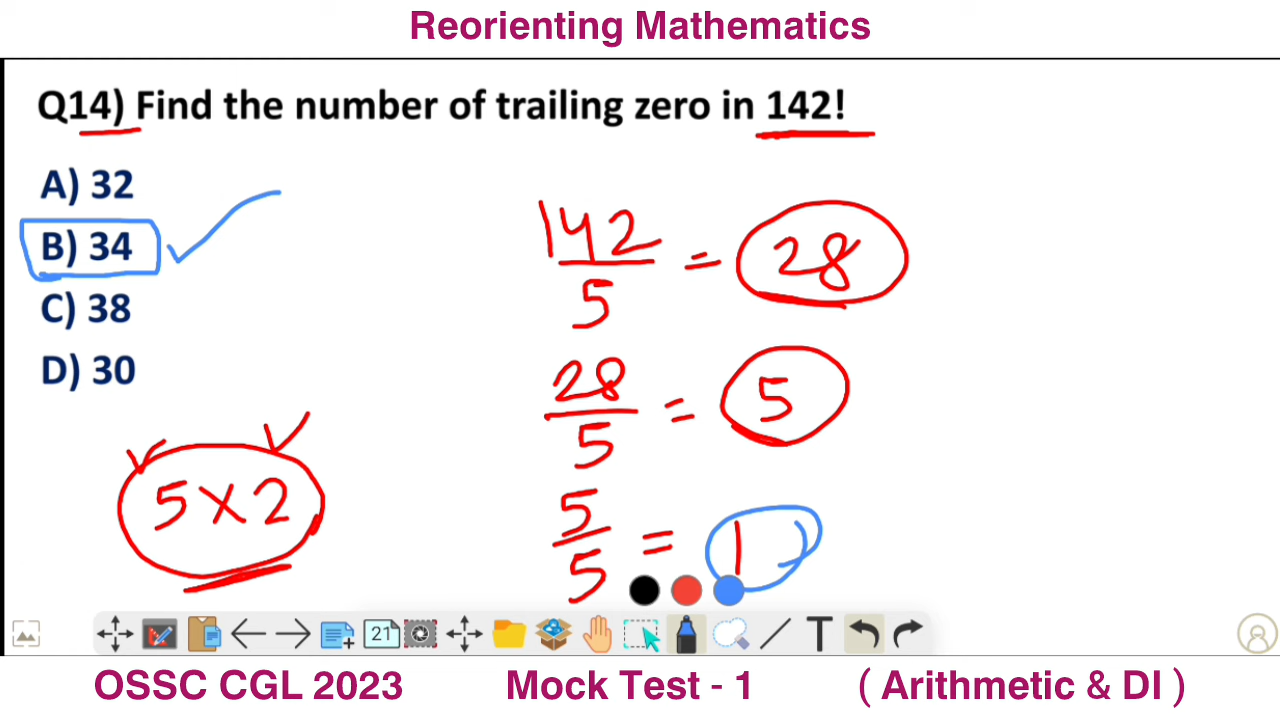 Reorienting Mathematics
Q14) Find the number of trailing zero in 142!
A) 32
B) 34
C) 38
D) 30
142/5 = 28
28/5 = 5
5/5 = 1
5 X 2
21
OSSC CGL 2023 Mock Test - 1 ( Arithmetic & DI )